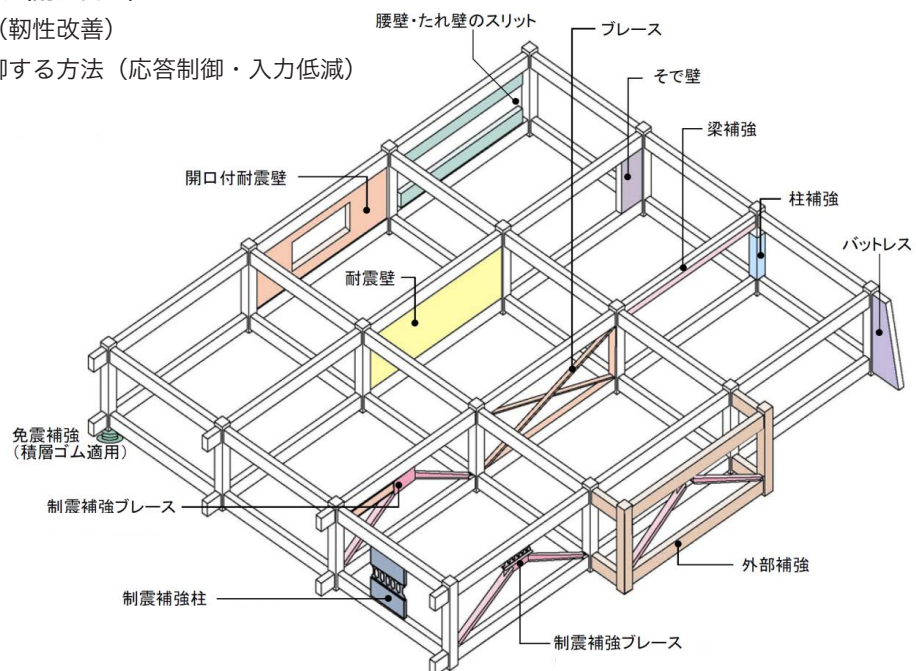 （靭性改善）
御する方法（応答制御・入力低減）
腰壁・たれ壁のスリット
ブレース
そで壁
梁補強
開口付耐震壁
柱補強
バットレス
耐震壁
免震補強
（積層ゴム適用）
制震補強ブレース
外部補強
制震補強柱
制震補強ブレース